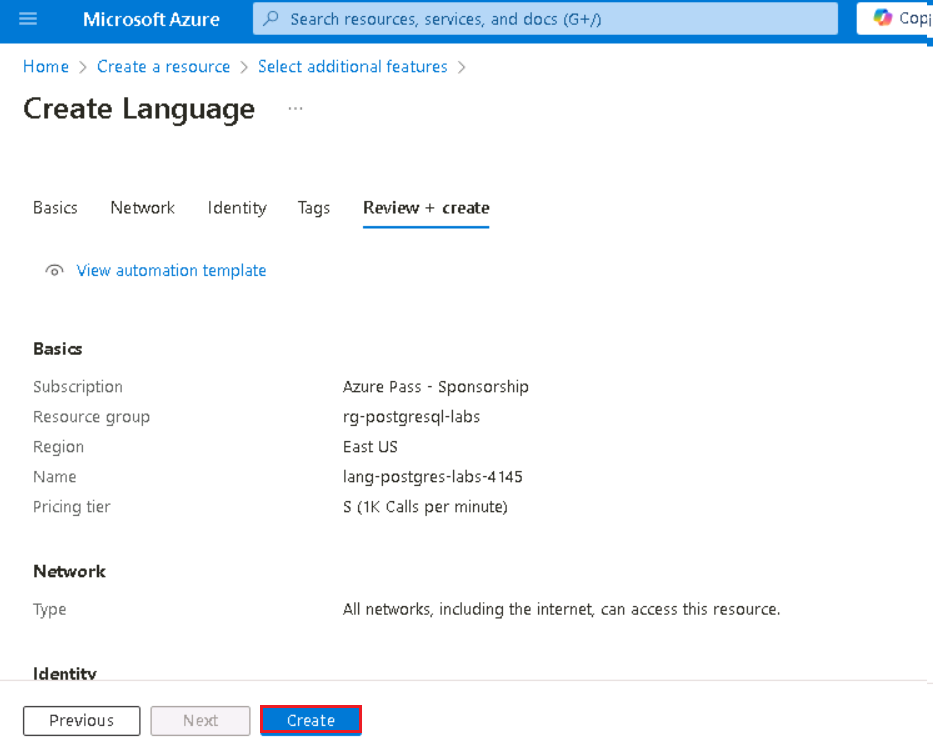 Microsoft Azure
Search resources, services, and docs (G+/)
Home > Create a resource > Select additional features >
Create Language ...
Basics Network Identity Tags Review + create
View automation template
Basics
Subscription Azure Pass - Sponsorship
Resource group rg-postgresql-labs
Region East US
Name lang-postgres-labs-4145
Pricing tier S (1K Calls per minute)
Network
Type All networks, including the internet, can access this resource.
Identity
Previous Next Create